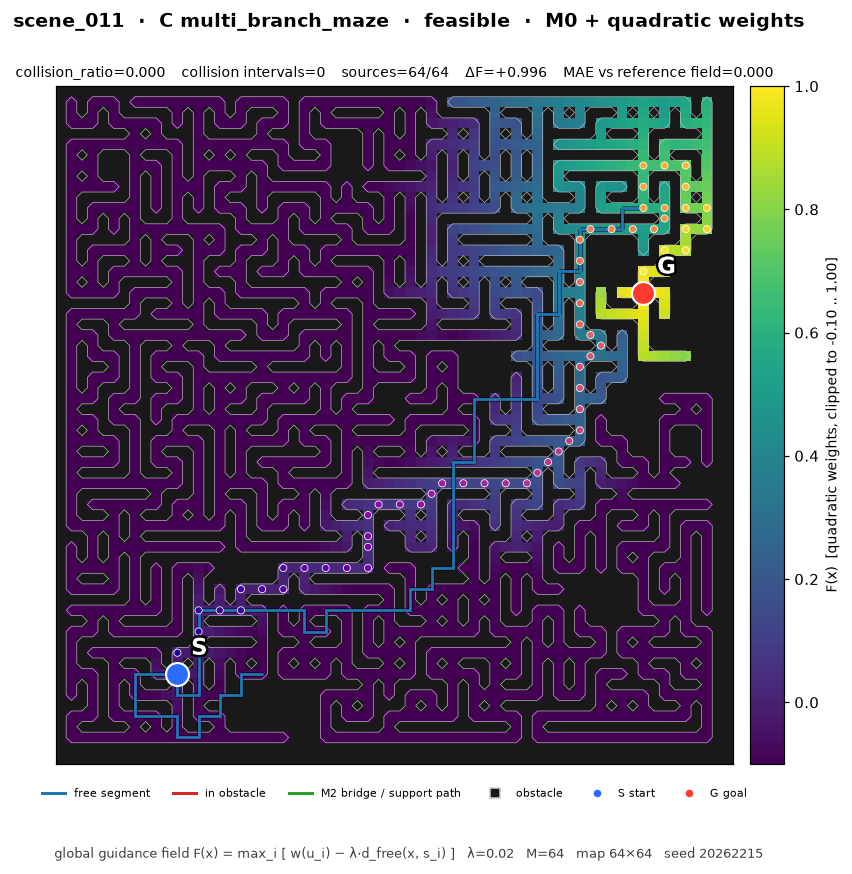 scene_011 · C multi_branch_maze · feasible · M0 + quadratic weights
collision_ratio=0.000 collision intervals=0 sources=64/64 ΔF=+0.996 MAE vs reference field=0.000
1.0
0.8
0.6
0.4
0.2
0.0
F(x) [quadratic weights, clipped to -0.10 .. 1.00]
G
S
free segment in obstacle M2 bridge / support path obstacle S start G goal
global guidance field F(x) = max_i [ w(u_i) − λ·d_free(x, s_i) ] λ=0.02 M=64 map 64×64 seed 20262215